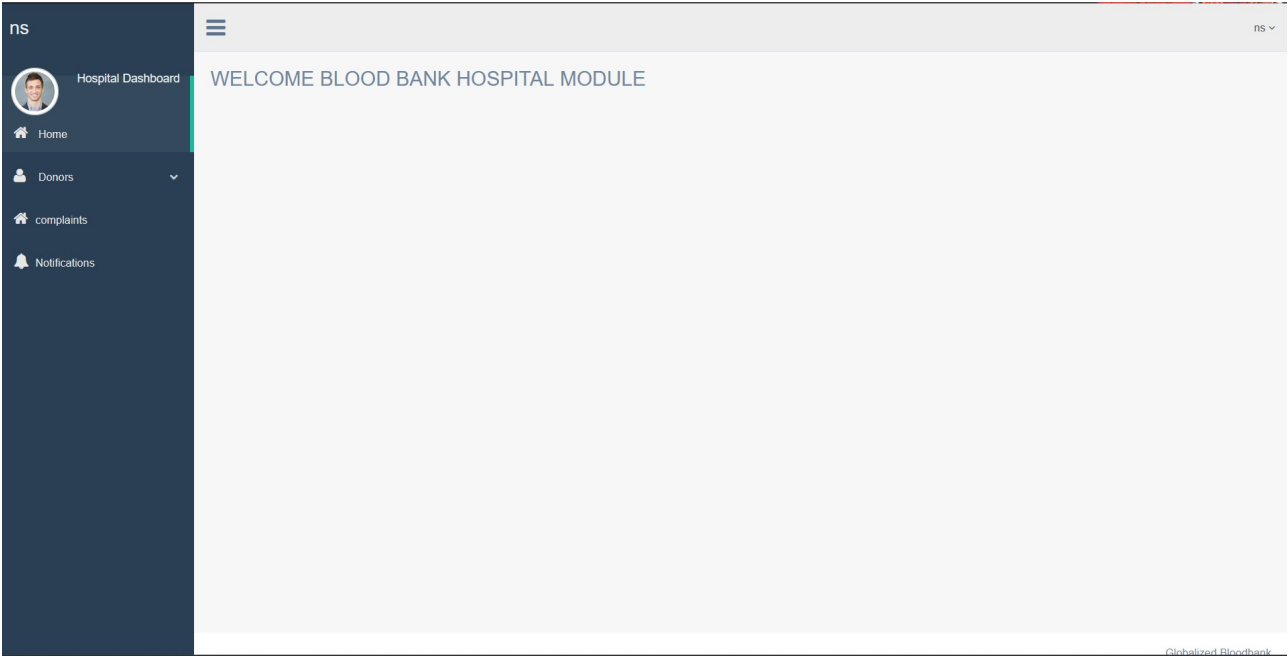 ns
ns
Hospital Dashboard
WELCOME BLOOD BANK HOSPITAL MODULE
Home
Donors
complaints
Notifications
Globalized Bloodbank